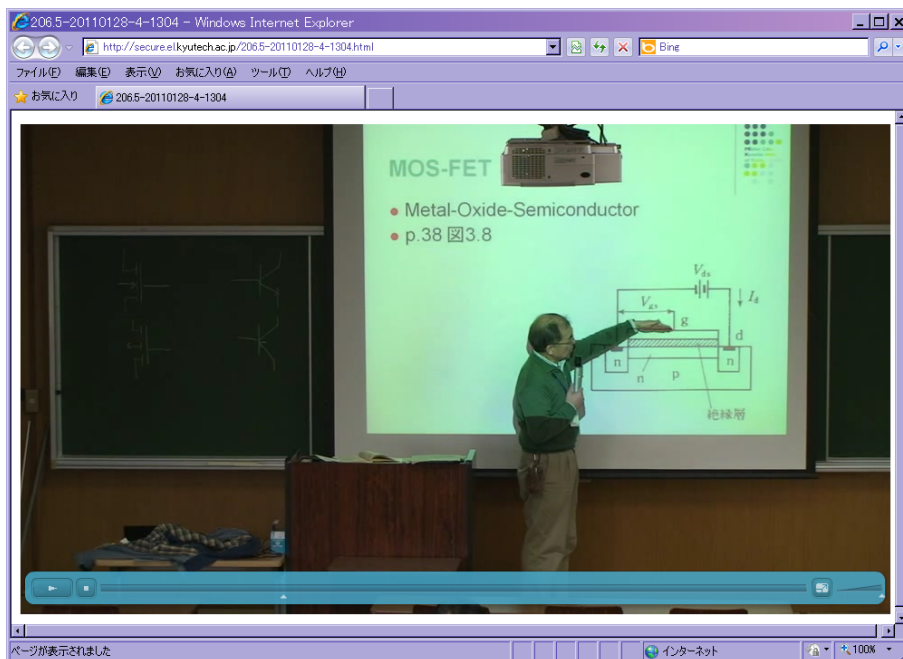 206.5-20110128-4-1304 - Windows Internet Explorer
http://secure.el.kyutech.ac.jp/206.5-20110128-4-1304.html
Bing
ファイル(F) 編集(E) 表示(V) お気に入り(A) ツール(T) ヘルプ(H)
お気に入り
206.5-20110128-4-1304
MOS-FET
• Metal-Oxide-Semiconductor
• p.38 図3.8
Vds
Vgs
Id
g
d
n
n
n
p
絶縁層
ページが表示されました
インターネット
100%